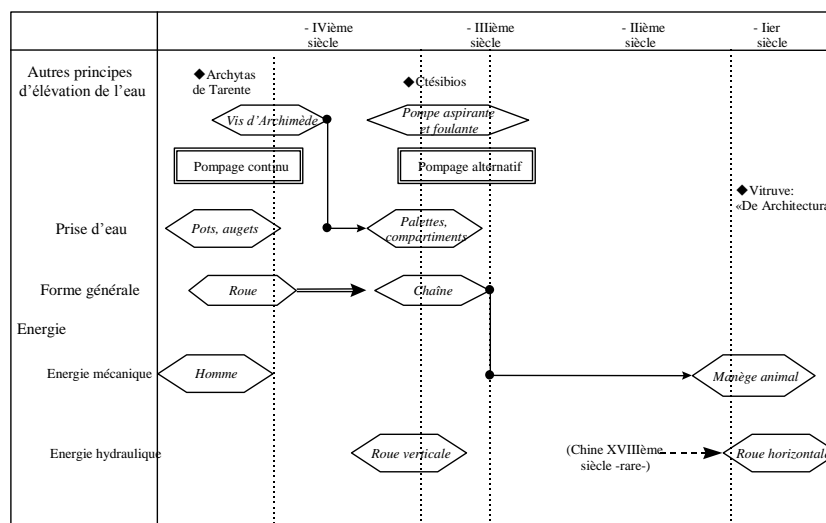 - IVième
siècle
- IIIième
siècle
- IIième
siècle
- Iier
siècle
Autres principes
d'élévation de l'eau
◆Archytas
de Tarente
◆Ctésibios
Vis d'Archimède
Pompe aspirante
et foulante
Pompage continu
Pompage alternatif
◆Vitruve:
«De Architectura
Prise d'eau
Pots, augets
Palettes,
compartiments
Forme générale
Roue
Chaîne
Energie
Energie mécanique
Homme
Manège animal
Energie hydraulique
Roue verticale
(Chine XVIIIème
siècle -rare-)
Roue horizontale